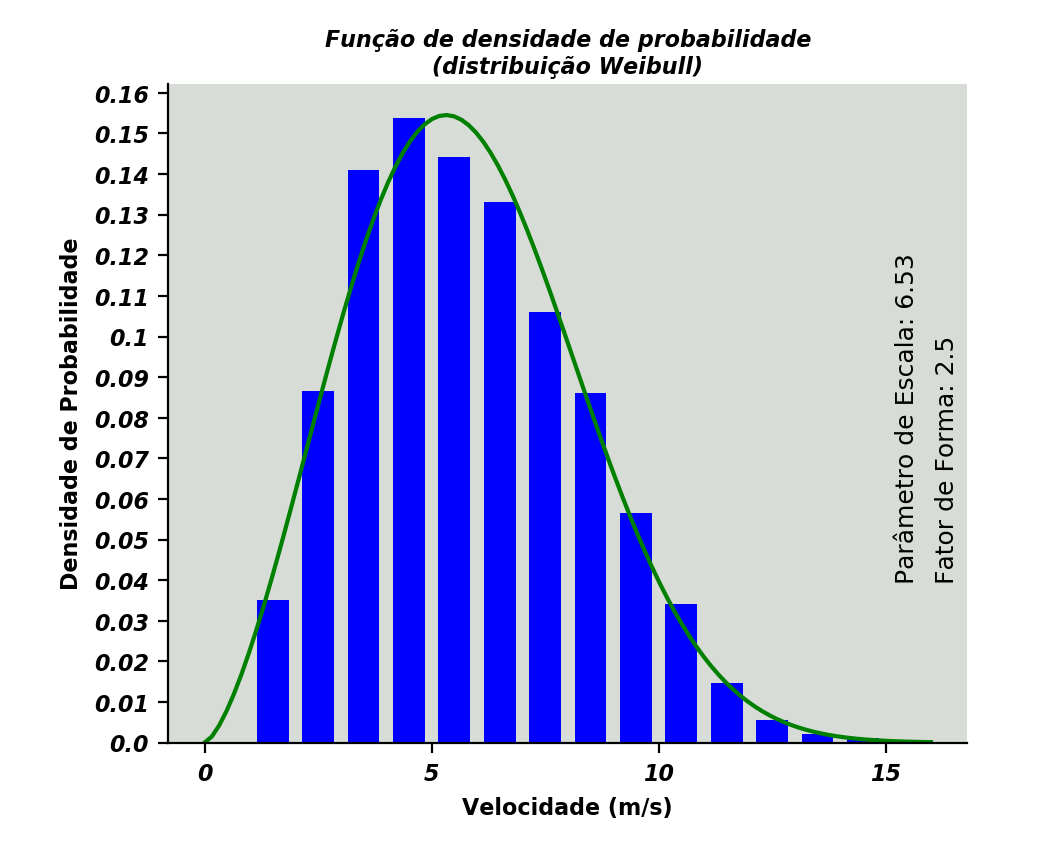 Função de densidade de probabilidade
(distribuição Weibull)
0.16
0.15
0.14
0.13
0.12
0.11
0.1
0.09
0.08
0.07
0.06
0.05
0.04
0.03
0.02
0.01
0.0
Densidade de Probabilidade
Parâmetro de Escala: 6.53
Fator de Forma: 2.5
0 5 10 15
Velocidade (m/s)